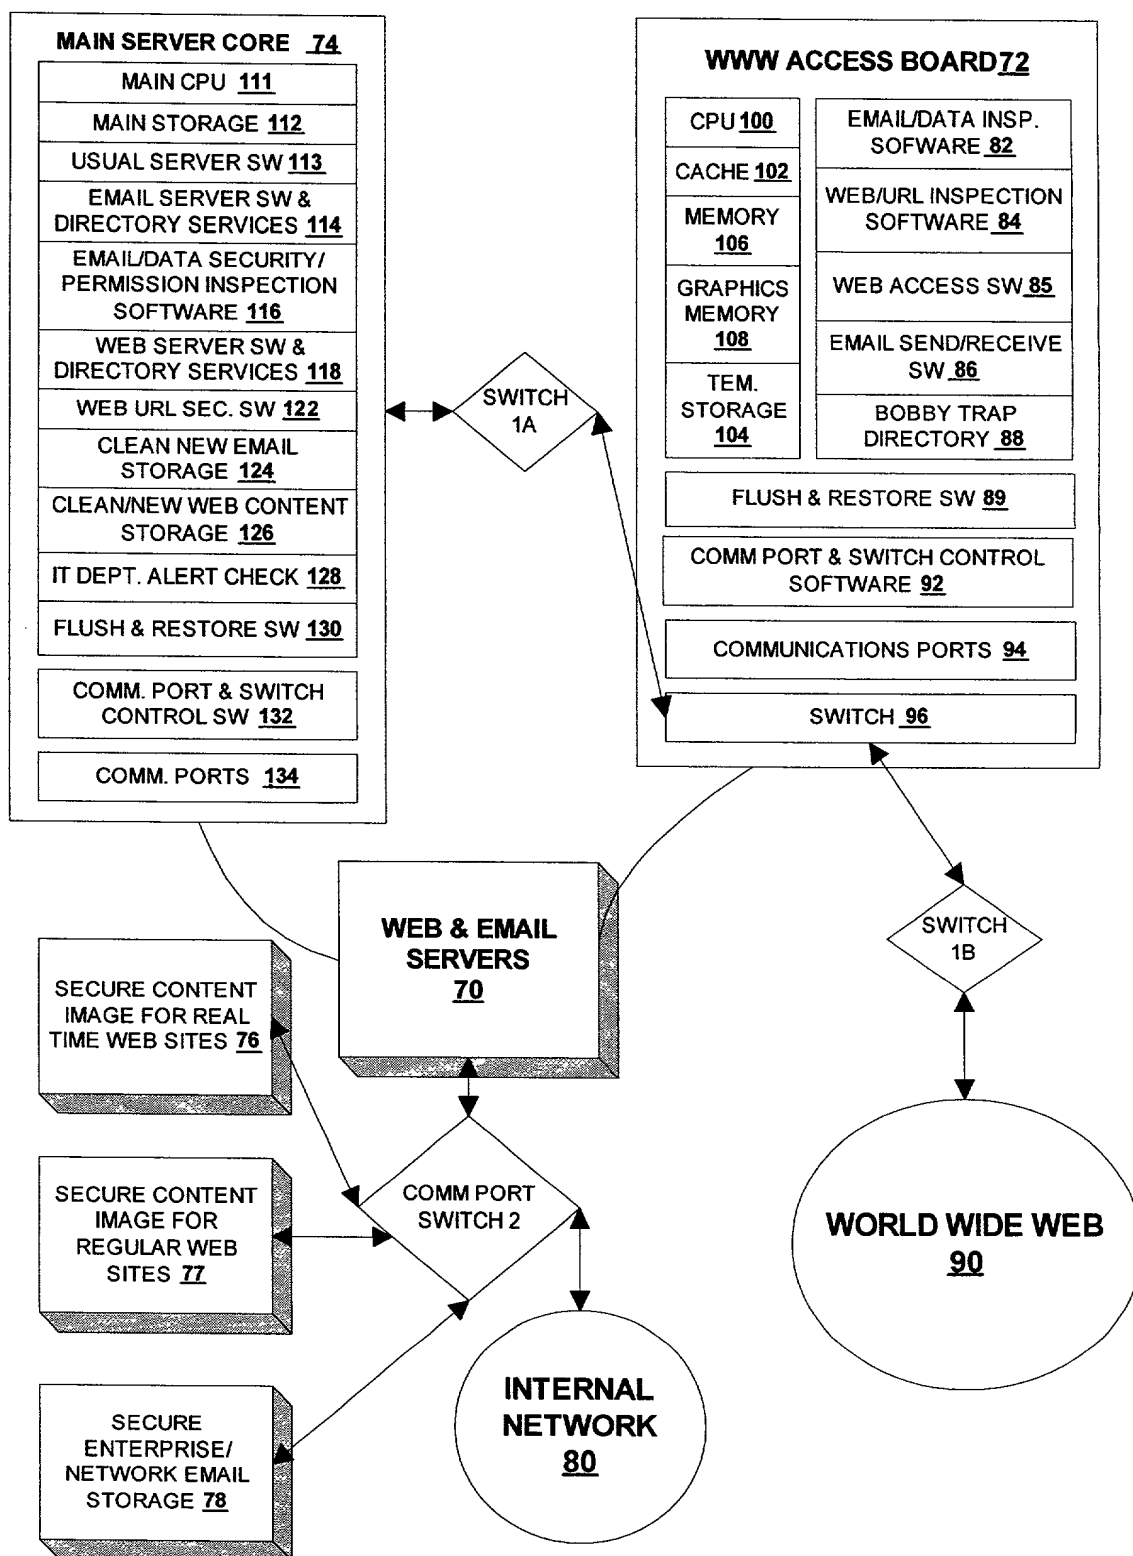 MAIN SERVER CORE 74
MAIN CPU 111
MAIN STORAGE 112
USUAL SERVER SW 113
EMAIL SERVER SW &
DIRECTORY SERVICES 114
EMAIL/DATA SECURITY/
PERMISSION INSPECTION
SOFTWARE 116
WEB SERVER SW &
DIRECTORY SERVICES 118
WEB URL SEC. SW 122
CLEAN NEW EMAIL
STORAGE 124
CLEAN/NEW WEB CONTENT
STORAGE 126
IT DEPT. ALERT CHECK 128
FLUSH & RESTORE SW 130
COMM. PORT & SWITCH
CONTROL SW 132
COMM. PORTS 134
SWITCH
1A
WWW ACCESS BOARD72
CPU 100
CACHE 102
MEMORY
106
GRAPHICS
MEMORY
108
TEM.
STORAGE
104
EMAIL/DATA INSP.
SOFWARE 82
WEB/URL INSPECTION
SOFTWARE 84
WEB ACCESS SW 85
EMAIL SEND/RECEIVE
SW 86
BOBBY TRAP
DIRECTORY 88
FLUSH & RESTORE SW 89
COMM PORT & SWITCH CONTROL
SOFTWARE 92
COMMUNICATIONS PORTS 94
SWITCH 96
WEB & EMAIL
SERVERS
70
SWITCH
1B
SECURE CONTENT
IMAGE FOR REAL
TIME WEB SITES 76
SECURE CONTENT
IMAGE FOR
REGULAR WEB
SITES 77
COMM PORT
SWITCH 2
WORLD WIDE WEB
90
SECURE
ENTERPRISE/
NETWORK EMAIL
STORAGE 78
INTERNAL
NETWORK
80